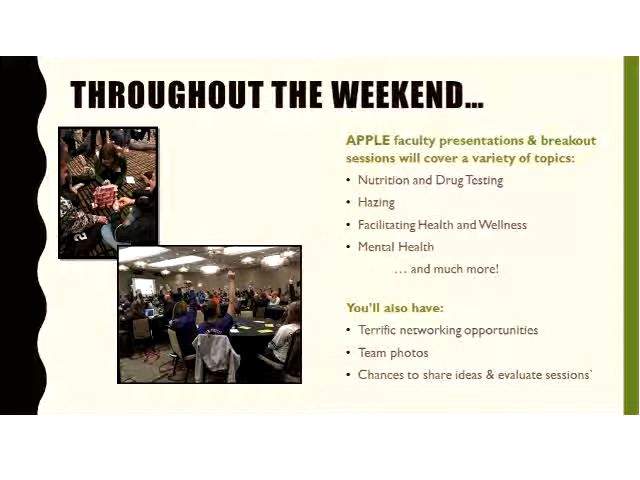 THROUGHOUT THE WEEKEND...
APPLE faculty presentations & breakout
sessions will cover a variety of topics:
• Nutrition and Drug Testing
• Hazing
• Facilitating Health and Wellness
• Mental Health
… and much more!
You'll also have:
• Terrific networking opportunities
• Team photos
• Chances to share ideas & evaluate sessions`